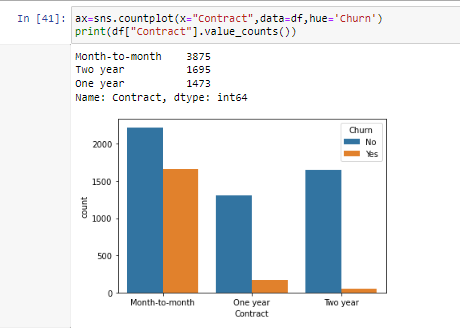 In [41]: ax=sns.countplot(x="Contract",data=df,hue='Churn')
print(df["Contract"].value_counts())
Month-to-month 3875
Two year 1695
One year 1473
Name: Contract, dtype: int64
Churn
No
Yes
2000
1500
1000
500
0
count
Month-to-month One year Two year
Contract